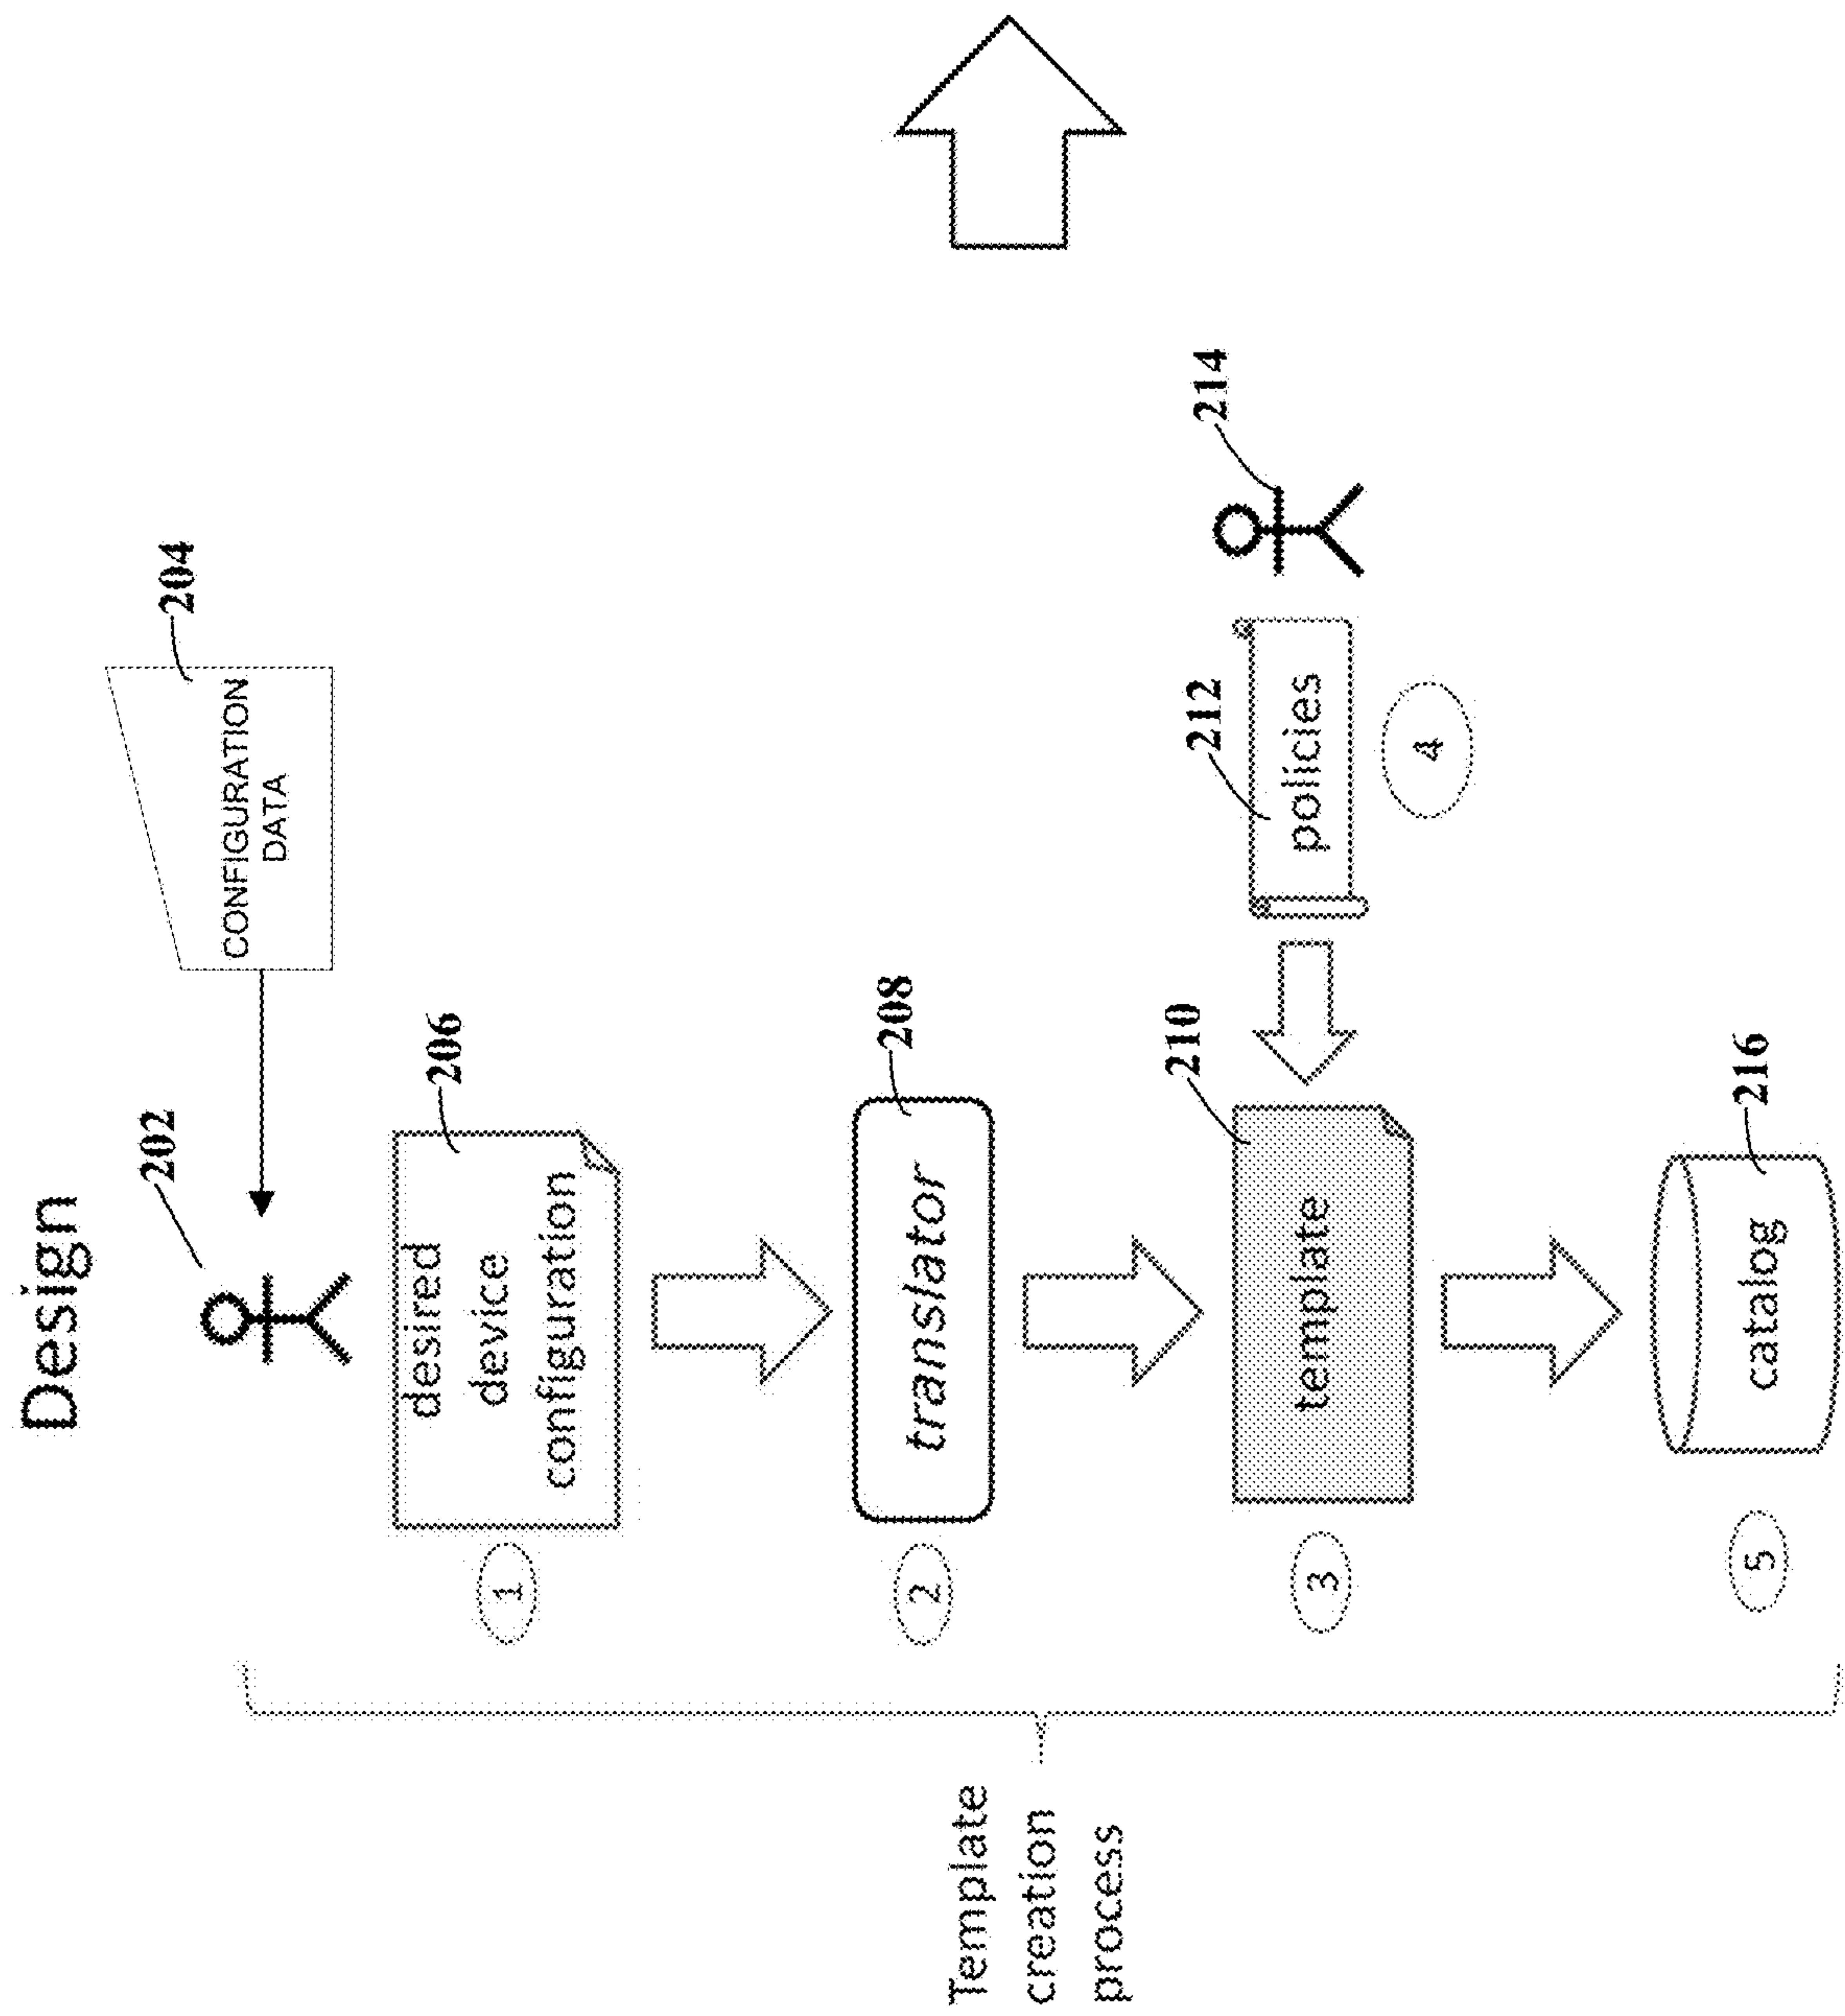 Design
202
204
CONFIGURATION
DATA
206
desired
device
configuration
1
208
translator
2
Template
creation
process
210
template
3
212
policies
214
4
216
catalog
5